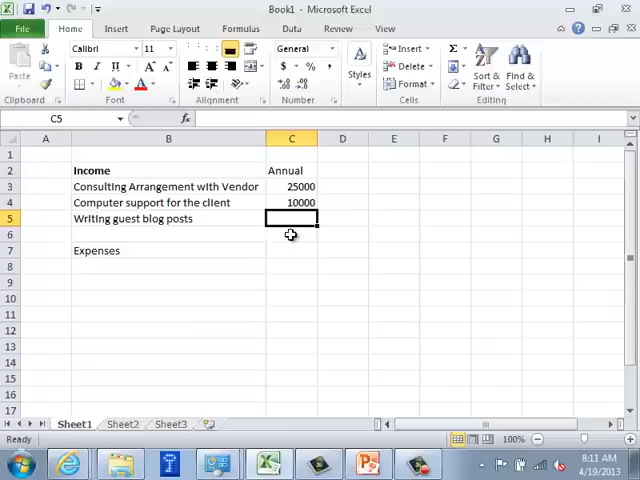 Book1 - Microsoft Excel
File Home Insert Page Layout Formulas Data Review View
Calibri 11 General Insert
Paste B I U $ % , Styles Delete Sort & Filter Find & Select
Format
Clipboard Font Alignment Number Cells Editing
C5 fx
A B C D E F G H I
1
2 Income Annual
3 Consulting Arrangement with Vendor 25000
4 Computer support for the client 10000
5 Writing guest blog posts
6
7 Expenses
8
9
10
11
12
13
14
15
16
17
Sheet1 Sheet2 Sheet3
Ready 100%
8:11 AM
4/19/2013